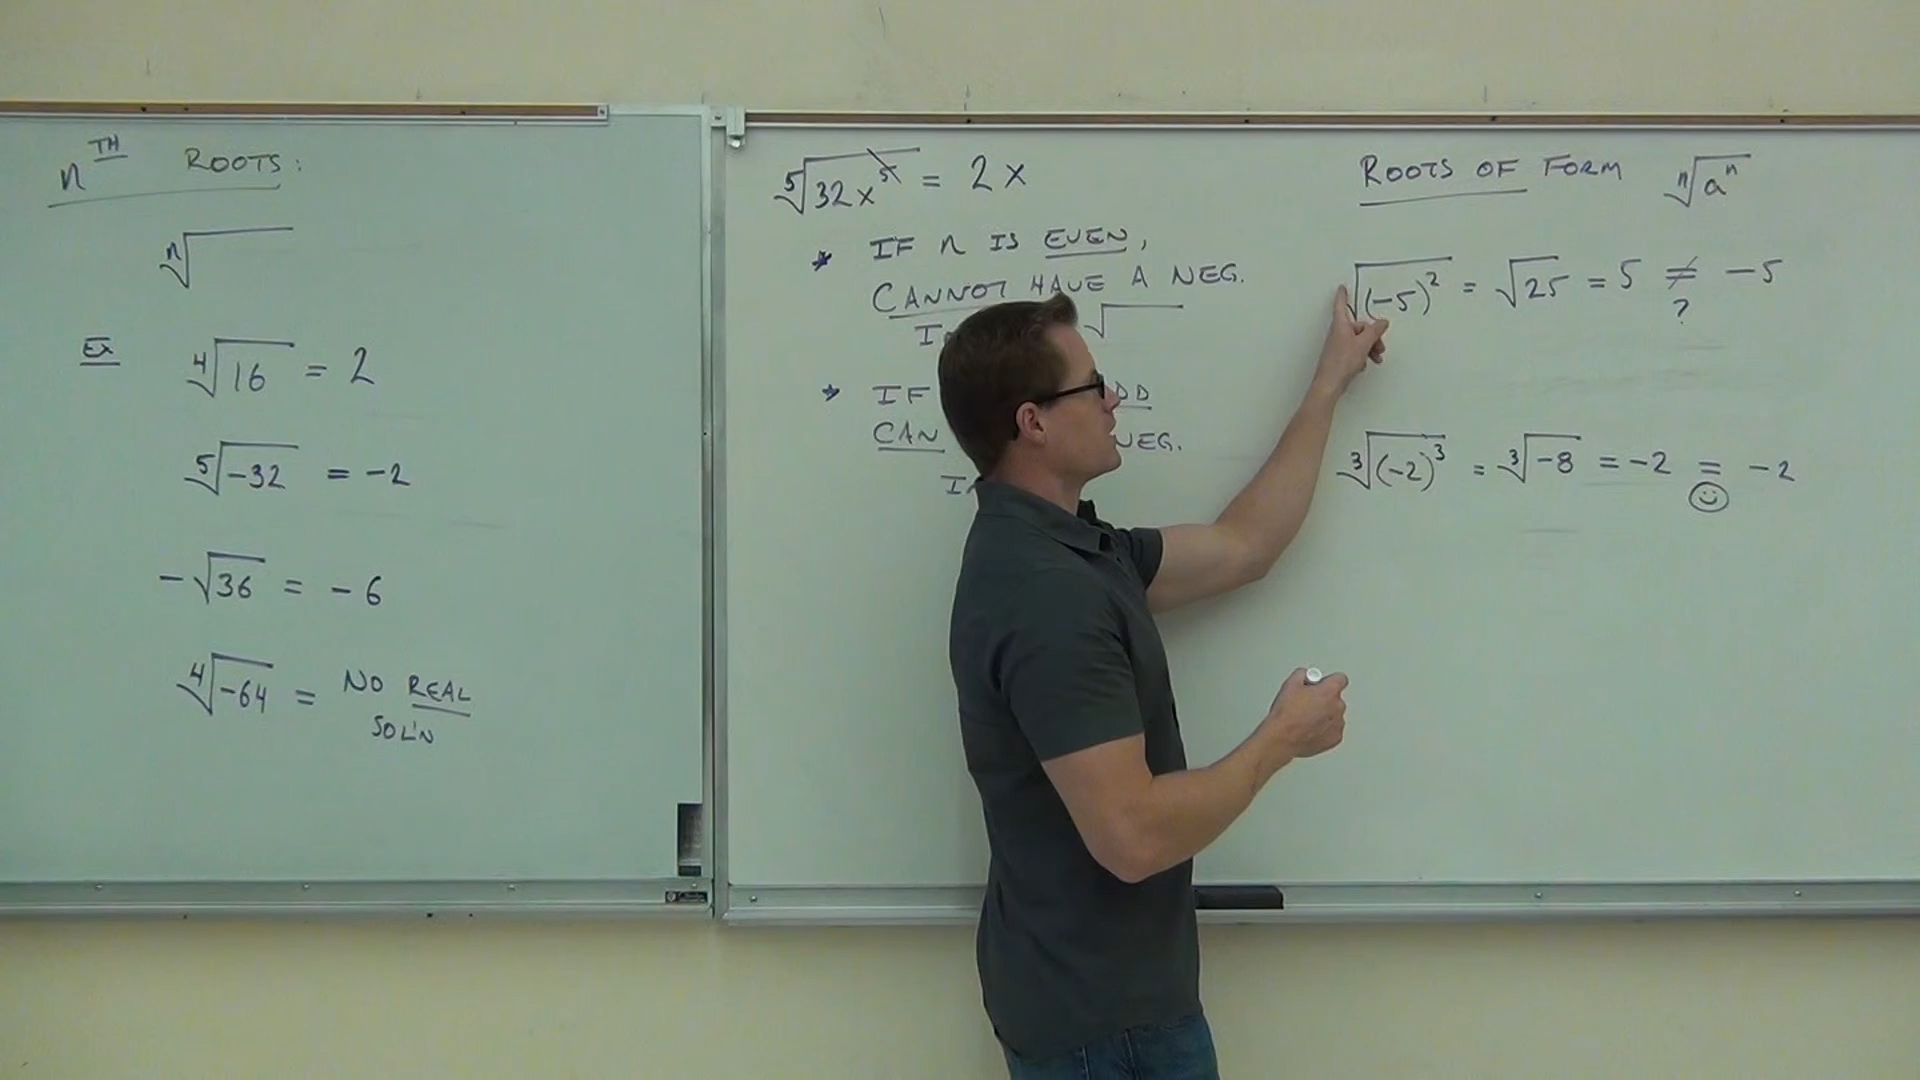 nᵀᴴ ROOTS:
ⁿ√
Ex ⁴√16 = 2
⁵√-32 = -2
-√36 = -6
⁴√-64 = NO REAL
SOL'N
⁵√32x⁵ = 2x
* IF n IS EVEN,
CANNOT HAVE A NEG.
√
* IF
CAN NEG.
ROOTS OF FORM ⁿ√aⁿ
√(-5)² = √25 = 5 ≠ -5
?
³√(-2)³ = ³√-8 = -2 = -2